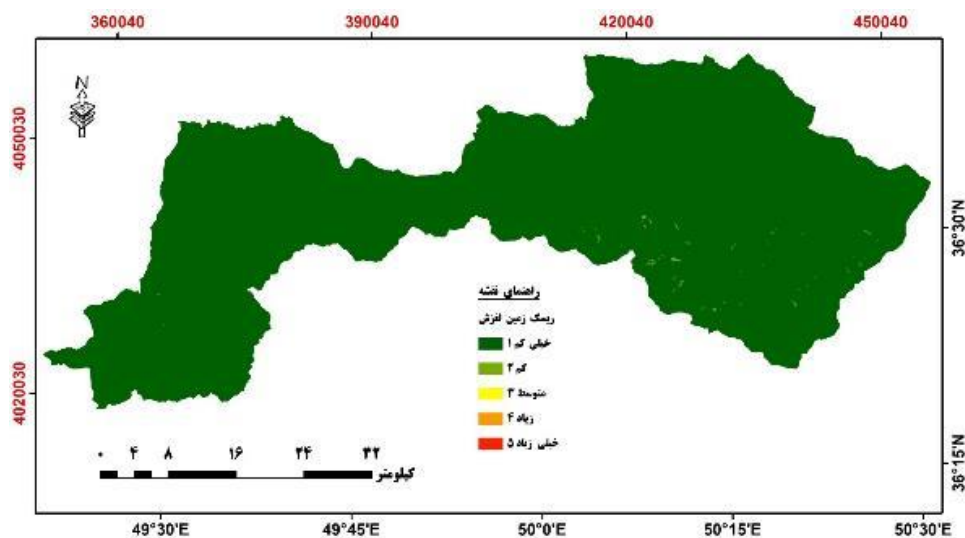 360040 390040 420040 450040
N
4050030
4020030
36°30'N
36°15'N
راهنمای نقشه
ریسک زمین لغزش
خیلی کم ۱
کم ۲
متوسط ۳
زیاد ۴
خیلی زیاد ۵
۰ ۴ ۸ ۱۶ ۲۴ ۳۲
کیلومتر
49°30'E 49°45'E 50°0'E 50°15'E 50°30'E